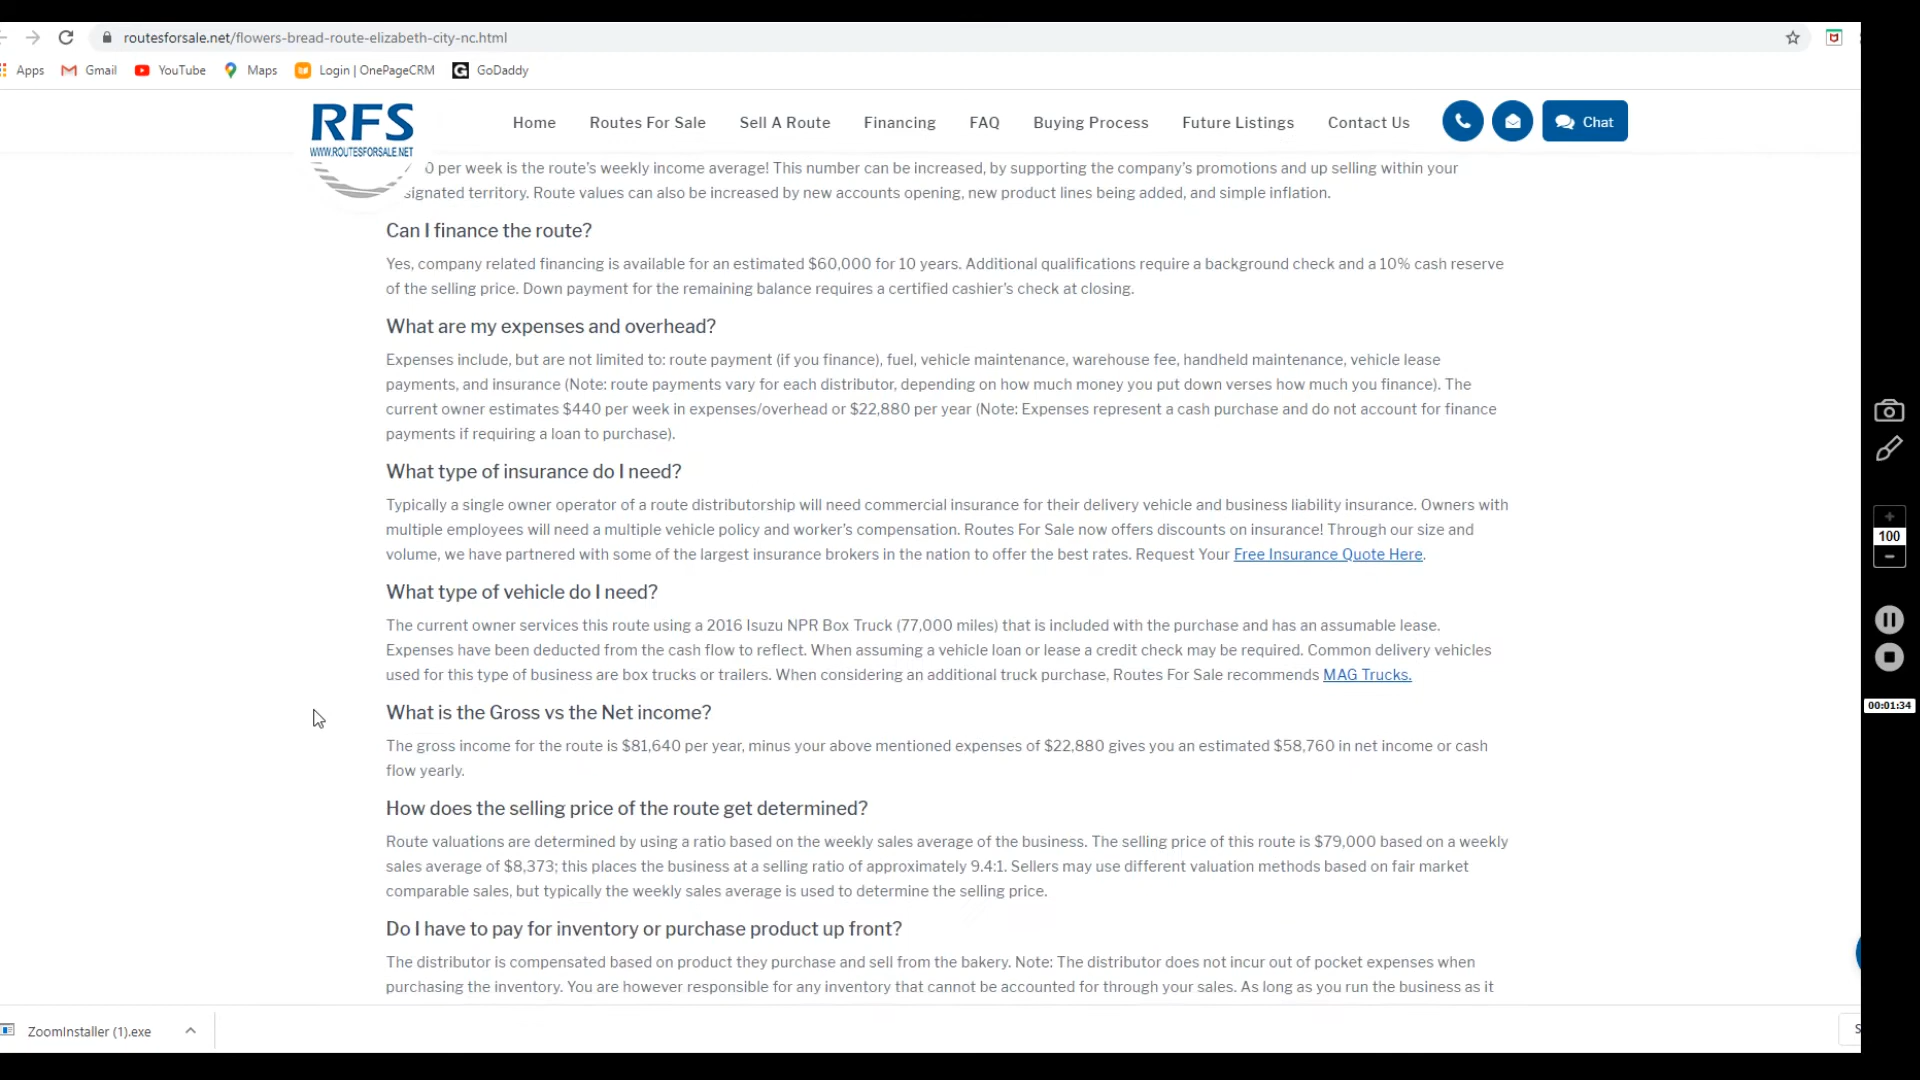 routesforsale.net/flowers-bread-route-elizabeth-city-nc.html
Apps Gmail YouTube Maps Login | OnePageCRM GoDaddy
RFS
WWW.ROUTESFORSALE.NET
Home Routes For Sale Sell A Route Financing FAQ Buying Process Future Listings Contact Us Chat
0 per week is the route's weekly income average! This number can be increased, by supporting the company's promotions and up selling within your
signated territory. Route values can also be increased by new accounts opening, new product lines being added, and simple inflation.
Can I finance the route?
Yes, company related financing is available for an estimated $60,000 for 10 years. Additional qualifications require a background check and a 10% cash reserve
of the selling price. Down payment for the remaining balance requires a certified cashier's check at closing.
What are my expenses and overhead?
Expenses include, but are not limited to: route payment (if you finance), fuel, vehicle maintenance, warehouse fee, handheld maintenance, vehicle lease
payments, and insurance (Note: route payments vary for each distributor, depending on how much money you put down verses how much you finance). The
current owner estimates $440 per week in expenses/overhead or $22,880 per year (Note: Expenses represent a cash purchase and do not account for finance
payments if requiring a loan to purchase).
What type of insurance do I need?
Typically a single owner operator of a route distributorship will need commercial insurance for their delivery vehicle and business liability insurance. Owners with
multiple employees will need a multiple vehicle policy and worker's compensation. Routes For Sale now offers discounts on insurance! Through our size and
volume, we have partnered with some of the largest insurance brokers in the nation to offer the best rates. Request Your Free Insurance Quote Here.
100
What type of vehicle do I need?
The current owner services this route using a 2016 Isuzu NPR Box Truck (77,000 miles) that is included with the purchase and has an assumable lease.
Expenses have been deducted from the cash flow to reflect. When assuming a vehicle loan or lease a credit check may be required. Common delivery vehicles
used for this type of business are box trucks or trailers. When considering an additional truck purchase, Routes For Sale recommends MAG Trucks.
00:01:34
What is the Gross vs the Net income?
The gross income for the route is $81,640 per year, minus your above mentioned expenses of $22,880 gives you an estimated $58,760 in net income or cash
flow yearly.
How does the selling price of the route get determined?
Route valuations are determined by using a ratio based on the weekly sales average of the business. The selling price of this route is $79,000 based on a weekly
sales average of $8,373; this places the business at a selling ratio of approximately 9.4:1. Sellers may use different valuation methods based on fair market
comparable sales, but typically the weekly sales average is used to determine the selling price.
Do I have to pay for inventory or purchase product up front?
The distributor is compensated based on product they purchase and sell from the bakery. Note: The distributor does not incur out of pocket expenses when
purchasing the inventory. You are however responsible for any inventory that cannot be accounted for through your sales. As long as you run the business as it
ZoomInstaller (1).exe